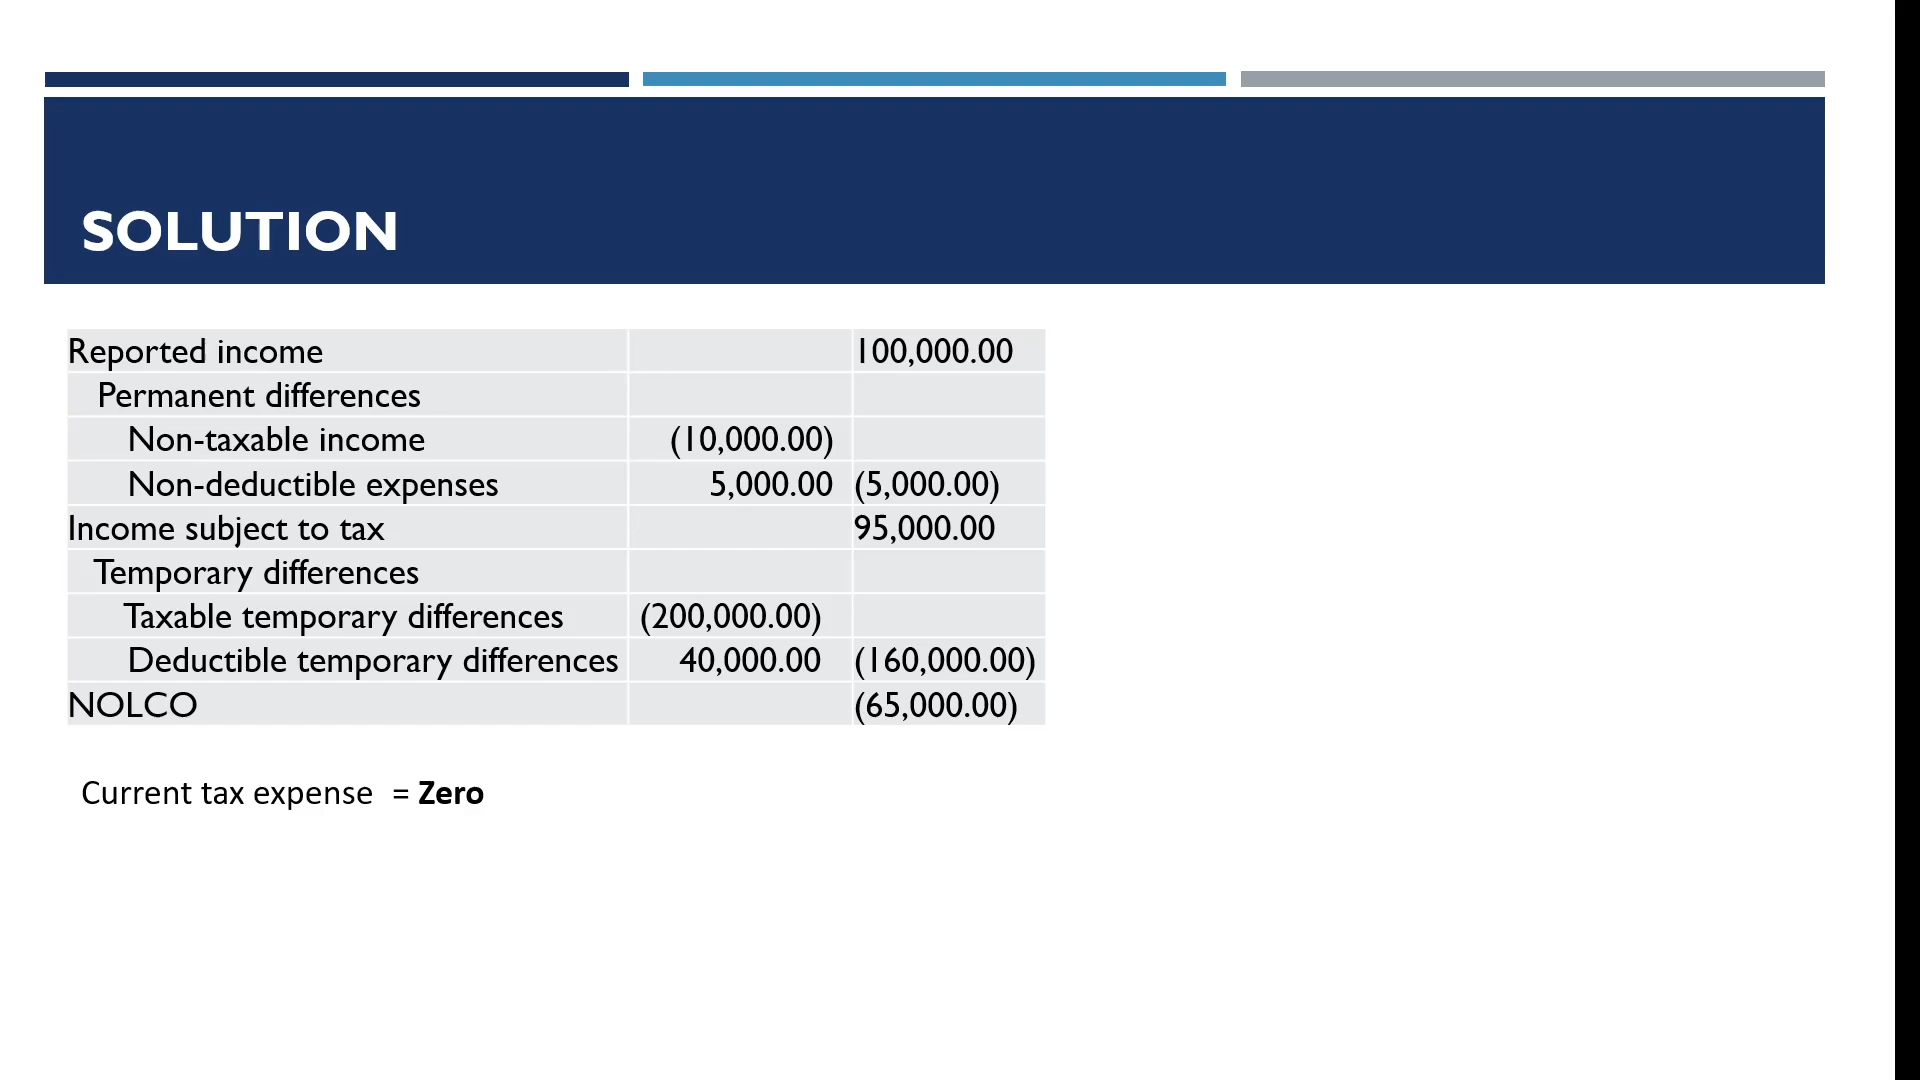 SOLUTION
Reported income 100,000.00
Permanent differences
Non-taxable income (10,000.00)
Non-deductible expenses 5,000.00 (5,000.00)
Income subject to tax 95,000.00
Temporary differences
Taxable temporary differences (200,000.00)
Deductible temporary differences 40,000.00 (160,000.00)
NOLCO (65,000.00)
Current tax expense = Zero